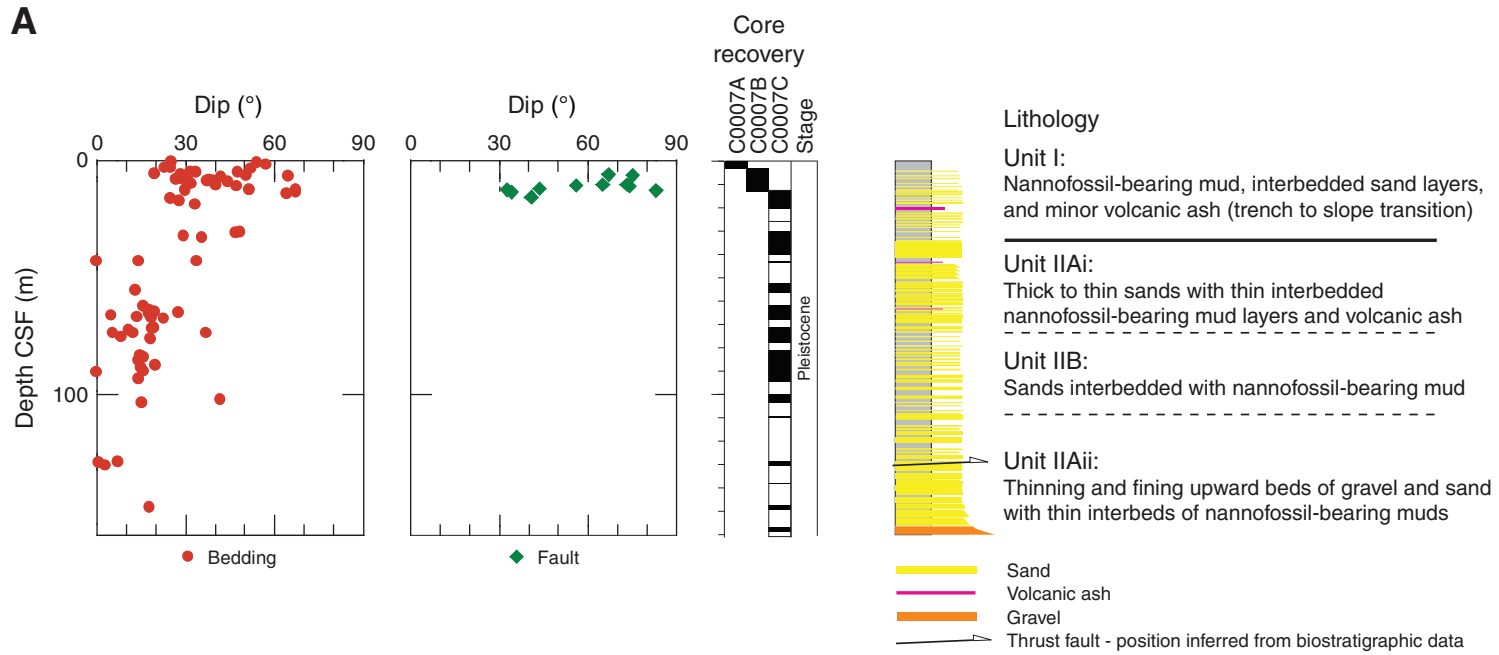 A
Dip (°)
0 30 60 90
Depth CSF (m)
0
100
Bedding
Dip (°)
0 30 60 90
Fault
Core
recovery
C0007A
C0007B
C0007C
Stage
Pleistocene
Lithology
Unit I:
Nannofossil-bearing mud, interbedded sand layers,
and minor volcanic ash (trench to slope transition)
Unit IIAi:
Thick to thin sands with thin interbedded
nannofossil-bearing mud layers and volcanic ash
Unit IIB:
Sands interbedded with nannofossil-bearing mud
Unit IIAii:
Thinning and fining upward beds of gravel and sand
with thin interbeds of nannofossil-bearing muds
Sand
Volcanic ash
Gravel
Thrust fault - position inferred from biostratigraphic data